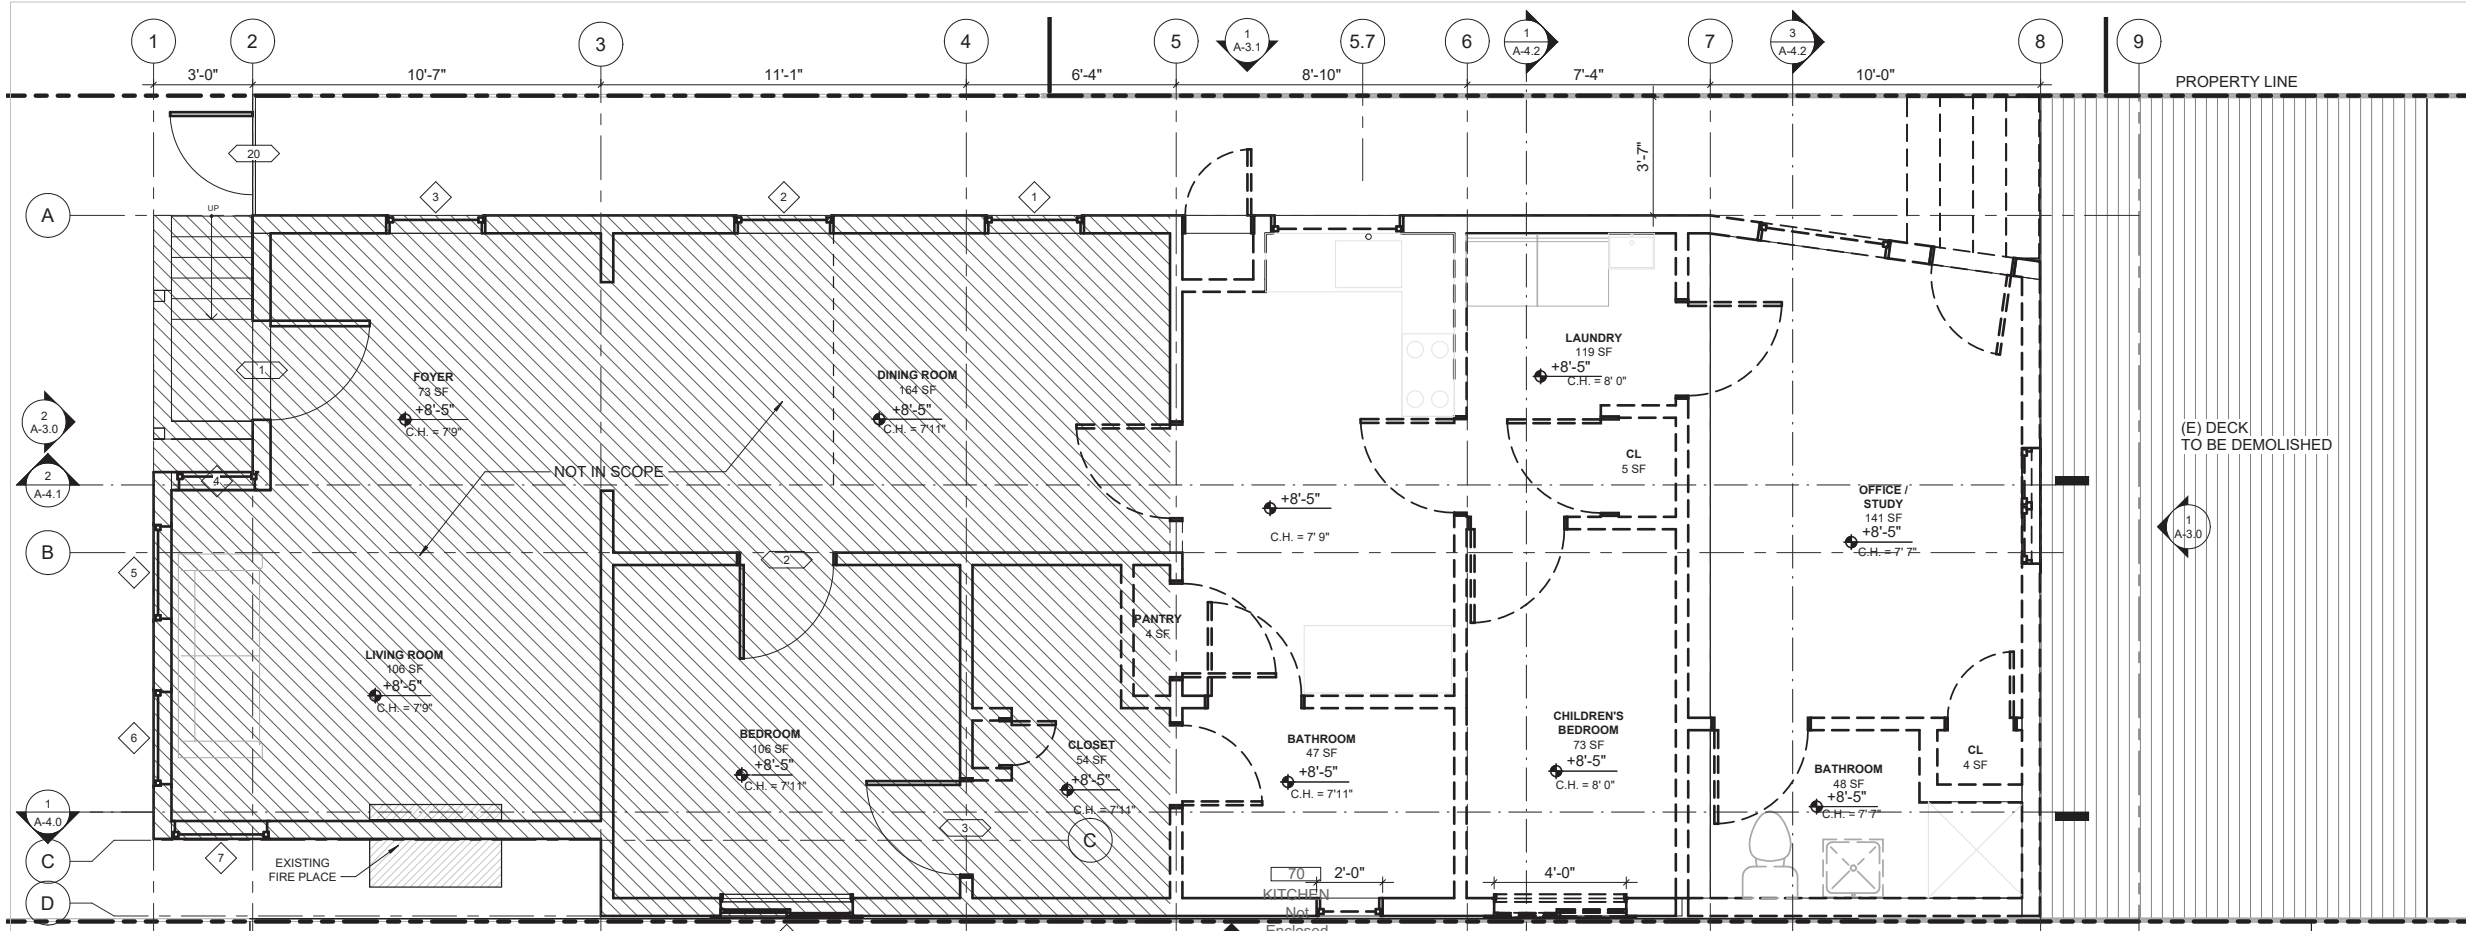 1
2
3
4
5
1
A-3.1
5.7
6
1
A-4.2
7
3
A-4.2
8
9
3'-0"
10'-7"
11'-1"
6'-4"
8'-10"
7'-4"
10'-0"
PROPERTY LINE
20
3'-7"
A
UP
3
2
1
1
FOYER
73 SF
+8'-5"
C.H. = 7'9"
DINING ROOM
164 SF
+8'-5"
C.H. = 7'11"
LAUNDRY
119 SF
+8'-5"
C.H. = 8' 0"
2
A-3.0
(E) DECK
TO BE DEMOLISHED
CL
5 SF
NOT IN SCOPE
2
A-4.1
4
+8'-5"
C.H. = 7' 9"
OFFICE /
STUDY
141 SF
+8'-5"
C.H. = 7' 7"
1
A-3.0
B
5
2
PANTRY
4 SF
LIVING ROOM
106 SF
+8'-5"
C.H. = 7'9"
6
BEDROOM
106 SF
+8'-5"
C.H. = 7'11"
CLOSET
54 SF
+8'-5"
C.H. = 7'11"
BATHROOM
47 SF
+8'-5"
C.H. = 7'11"
CHILDREN'S
BEDROOM
73 SF
+8'-5"
C.H. = 8' 0"
CL
4 SF
BATHROOM
48 SF
+8'-5"
C.H. = 7' 7"
1
A-4.0
3
C
C
7
EXISTING
FIRE PLACE
70
2'-0"
4'-0"
KITCHEN
Not
Enclosed
D